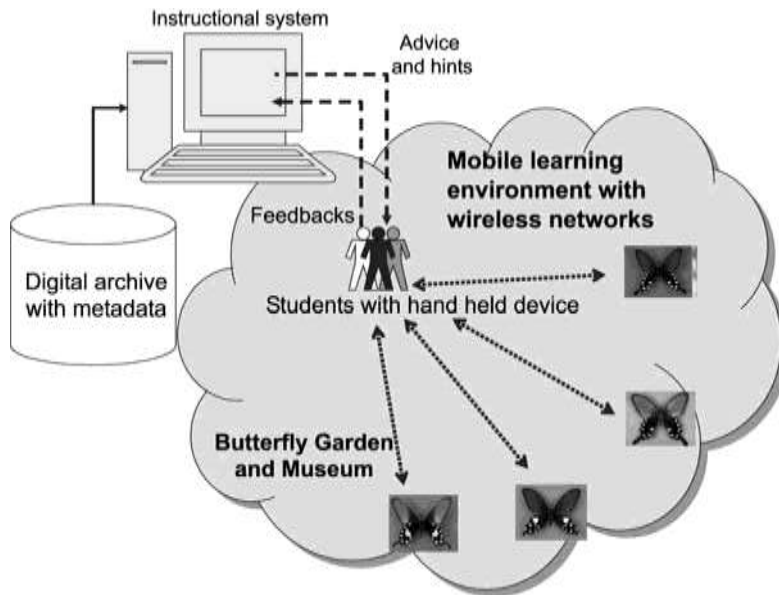 Instructional system
Advice
and hints
Mobile learning
environment with
wireless networks
Feedbacks
Digital archive
with metadata
Students with hand held device
Butterfly Garden
and Museum